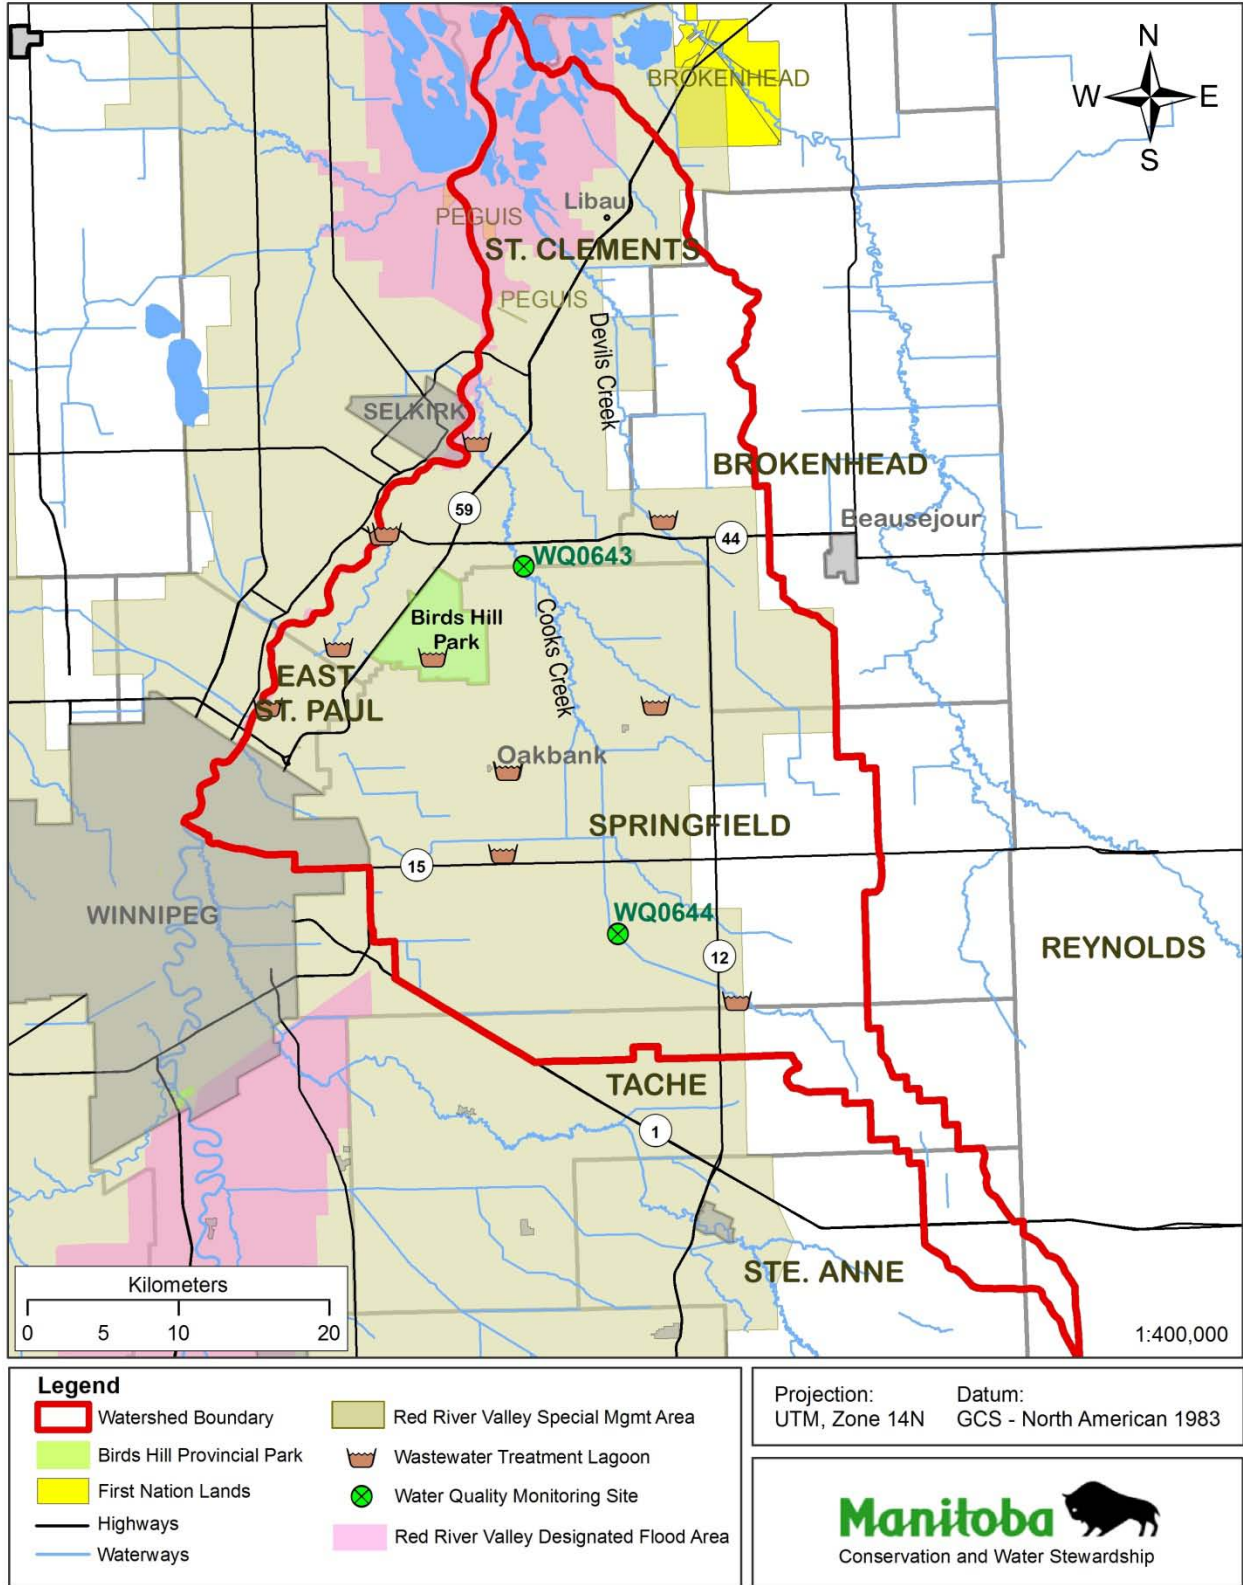 N
W E
S
BROKENHEAD
Libau
PEGUIS
ST. CLEMENTS
PEGUIS
Devils Creek
SELKIRK
BROKENHEAD
59
Beausejour
44
WQ0643
Birds Hill
Park
Cooks Creek
EAST
ST. PAUL
Oakbank
SPRINGFIELD
15
WINNIPEG
WQ0644
REYNOLDS
12
TACHE
1
STE. ANNE
Kilometers
0 5 10 20
1:400,000
Legend
Watershed Boundary
Birds Hill Provincial Park
First Nation Lands
Highways
Waterways
Red River Valley Special Mgmt Area
Wastewater Treatment Lagoon
Water Quality Monitoring Site
Red River Valley Designated Flood Area
Projection: Datum:
UTM, Zone 14N GCS - North American 1983
Manitoba
Conservation and Water Stewardship